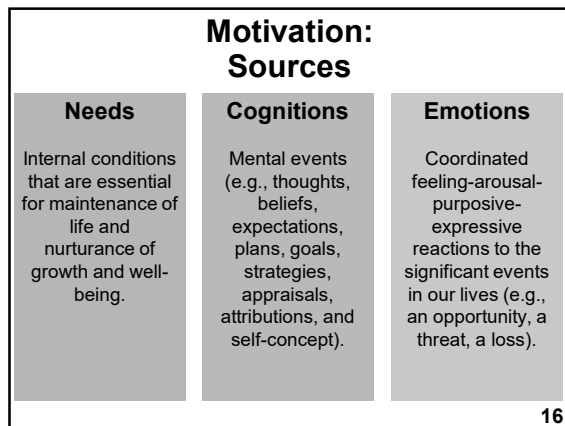 Motivation:
Sources
Needs
Internal conditions
that are essential
for maintenance of
life and
nurturance of
growth and well-
being.
Cognitions
Mental events
(e.g., thoughts,
beliefs,
expectations,
plans, goals,
strategies,
appraisals,
attributions, and
self-concept).
Emotions
Coordinated
feeling-arousal-
purposive-
expressive
reactions to the
significant events
in our lives (e.g.,
an opportunity, a
threat, a loss).
16